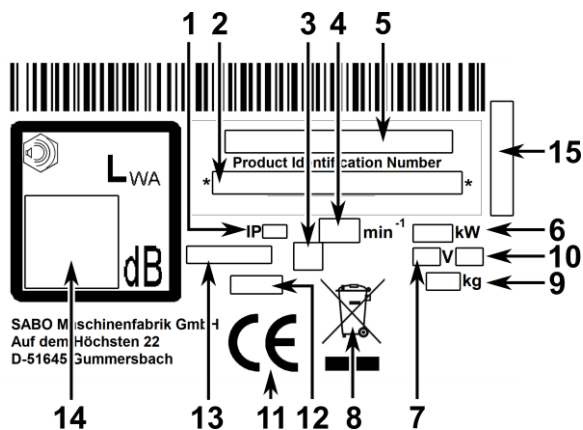 1 2 3 4 5
15
Product Identification Number
* *
LWA
IP min-1 kW 6
V 10
dB kg 9
SABO Maschinenfabrik GmbH
Auf dem Höchsten 22
D-51645 Gummersbach
CE
14 13 11 12 8 7